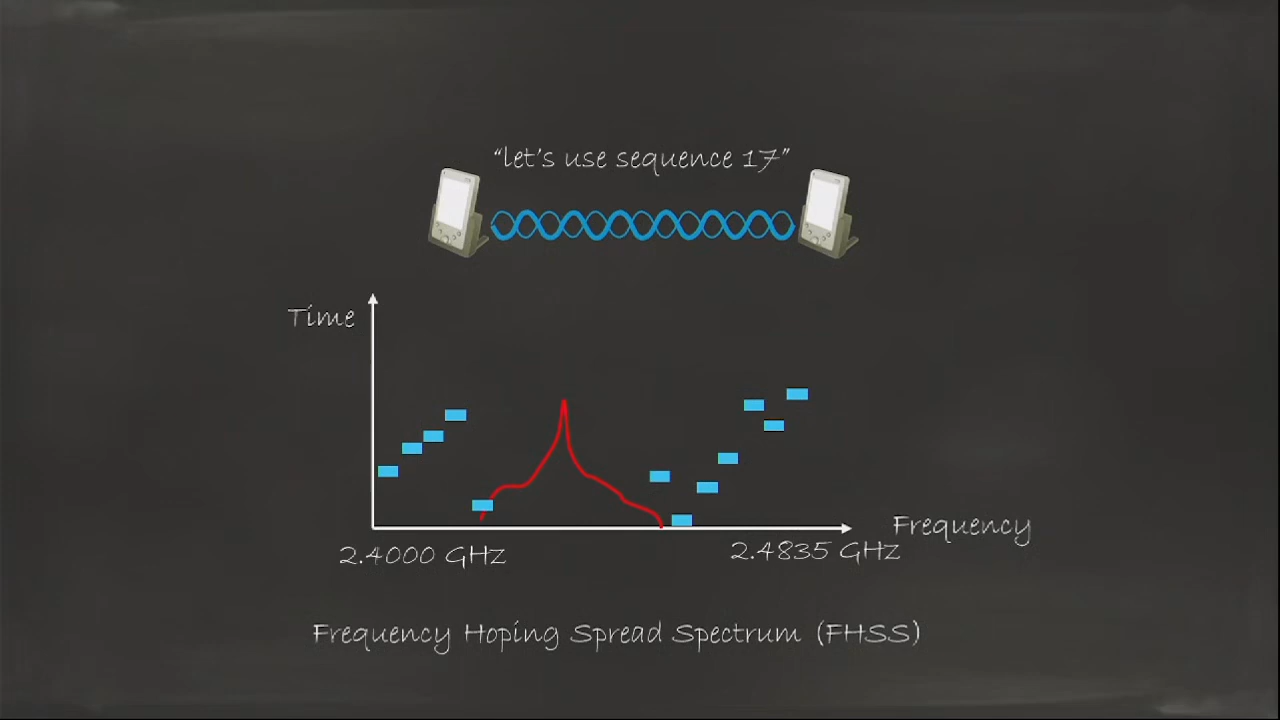 “let's use sequence 17”
Time
Frequency
2.4000 GHz
2.4835 GHz
Frequency Hoping Spread Spectrum (FHSS)